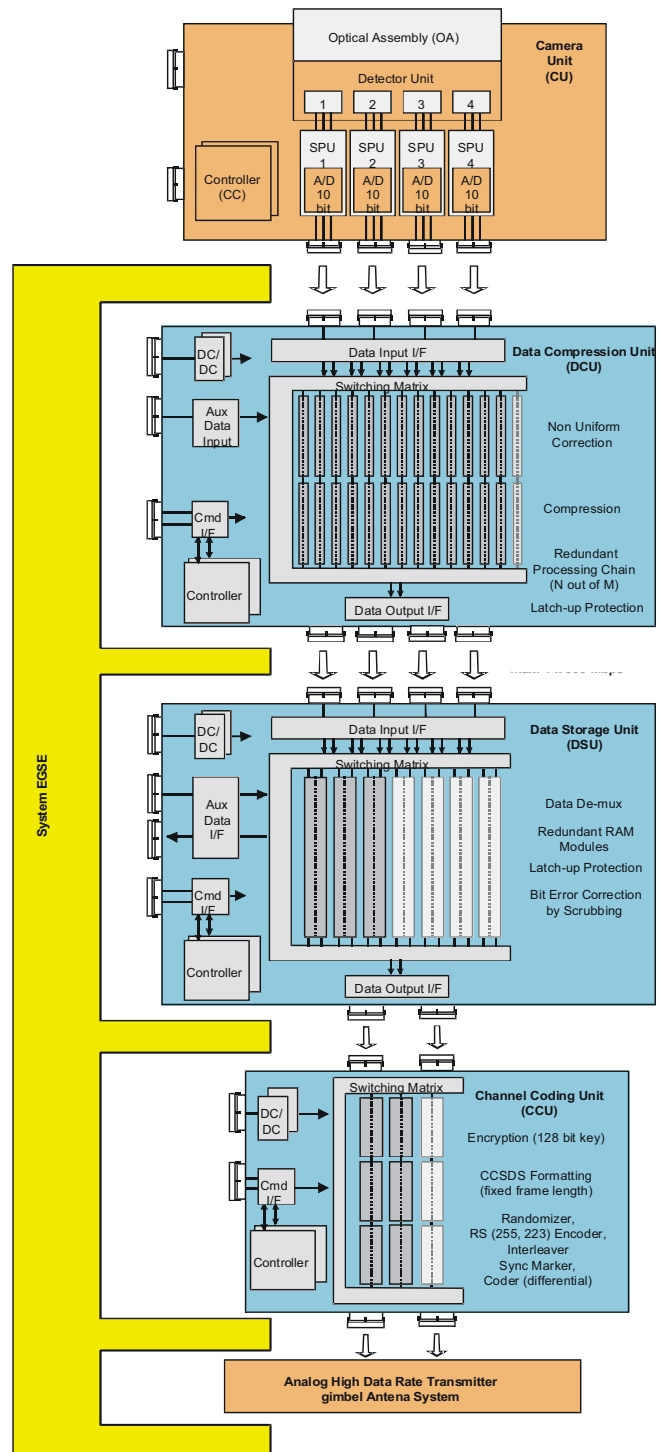 Optical Assembly (OA)
Camera
Unit
(CU)
Detector Unit
1
2
3
4
SPU
1
SPU
2
SPU
3
SPU
4
A/D
10
bit
A/D
10
bit
A/D
10
bit
A/D
10
bit
Controller
(CC)
System EGSE
Data Compression Unit
(DCU)
DC/
DC
Data Input I/F
Switching Matrix
Aux
Data
Input
Non Uniform
Correction
Compression
Cmd
I/F
Redundant
Processing Chain
(N out of M)
Controller
Data Output I/F
Latch-up Protection
Data Storage Unit
(DSU)
DC/
DC
Data Input I/F
Switching Matrix
Aux
Data
I/F
Data De-mux
Redundant RAM
Modules
Latch-up Protection
Cmd
I/F
Bit Error Correction
by Scrubbing
Controller
Data Output I/F
Channel Coding Unit
(CCU)
Switching Matrix
DC/
DC
Encryption (128 bit key)
Cmd
I/F
CCSDS Formatting
(fixed frame length)
Randomizer,
RS (255, 223) Encoder,
Interleaver
Sync Marker,
Coder (differential)
Controller
Analog High Data Rate Transmitter
gimbel Antena System